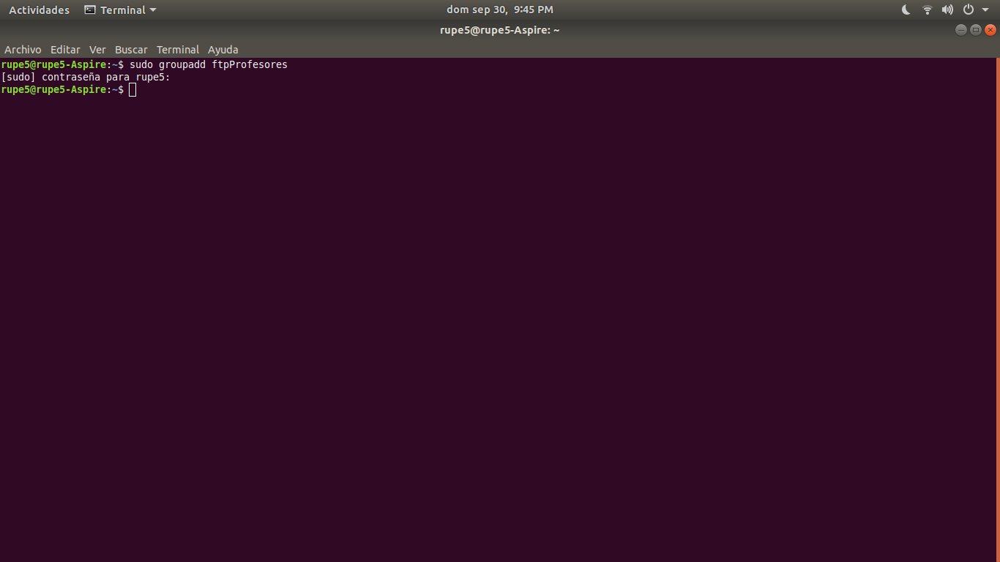 Actividades Terminal dom sep 30, 9:45 PM
rupe5@rupe5-Aspire: ~
Archivo Editar Ver Buscar Terminal Ayuda
rupe5@rupe5-Aspire:~$ sudo groupadd ftpProfesores
[sudo] contraseña para rupe5:
rupe5@rupe5-Aspire:~$